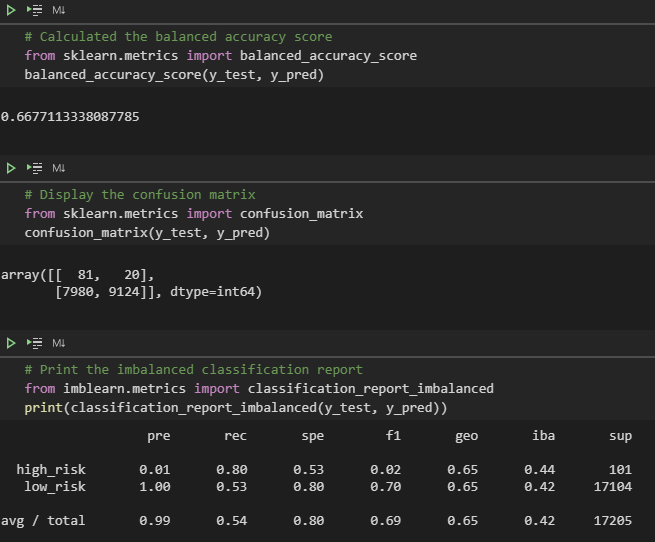 M↓
# Calculated the balanced accuracy score
from sklearn.metrics import balanced_accuracy_score
balanced_accuracy_score(y_test, y_pred)
0.6677113338087785
M↓
# Display the confusion matrix
from sklearn.metrics import confusion_matrix
confusion_matrix(y_test, y_pred)
array([[  81,   20],
       [7980, 9124]], dtype=int64)
M↓
# Print the imbalanced classification report
from imblearn.metrics import classification_report_imbalanced
print(classification_report_imbalanced(y_test, y_pred))
                  pre       rec       spe        f1       geo       iba       sup
  high_risk      0.01      0.80      0.53      0.02      0.65      0.44       101
   low_risk      1.00      0.53      0.80      0.70      0.65      0.42     17104
avg / total      0.99      0.54      0.80      0.69      0.65      0.42     17205